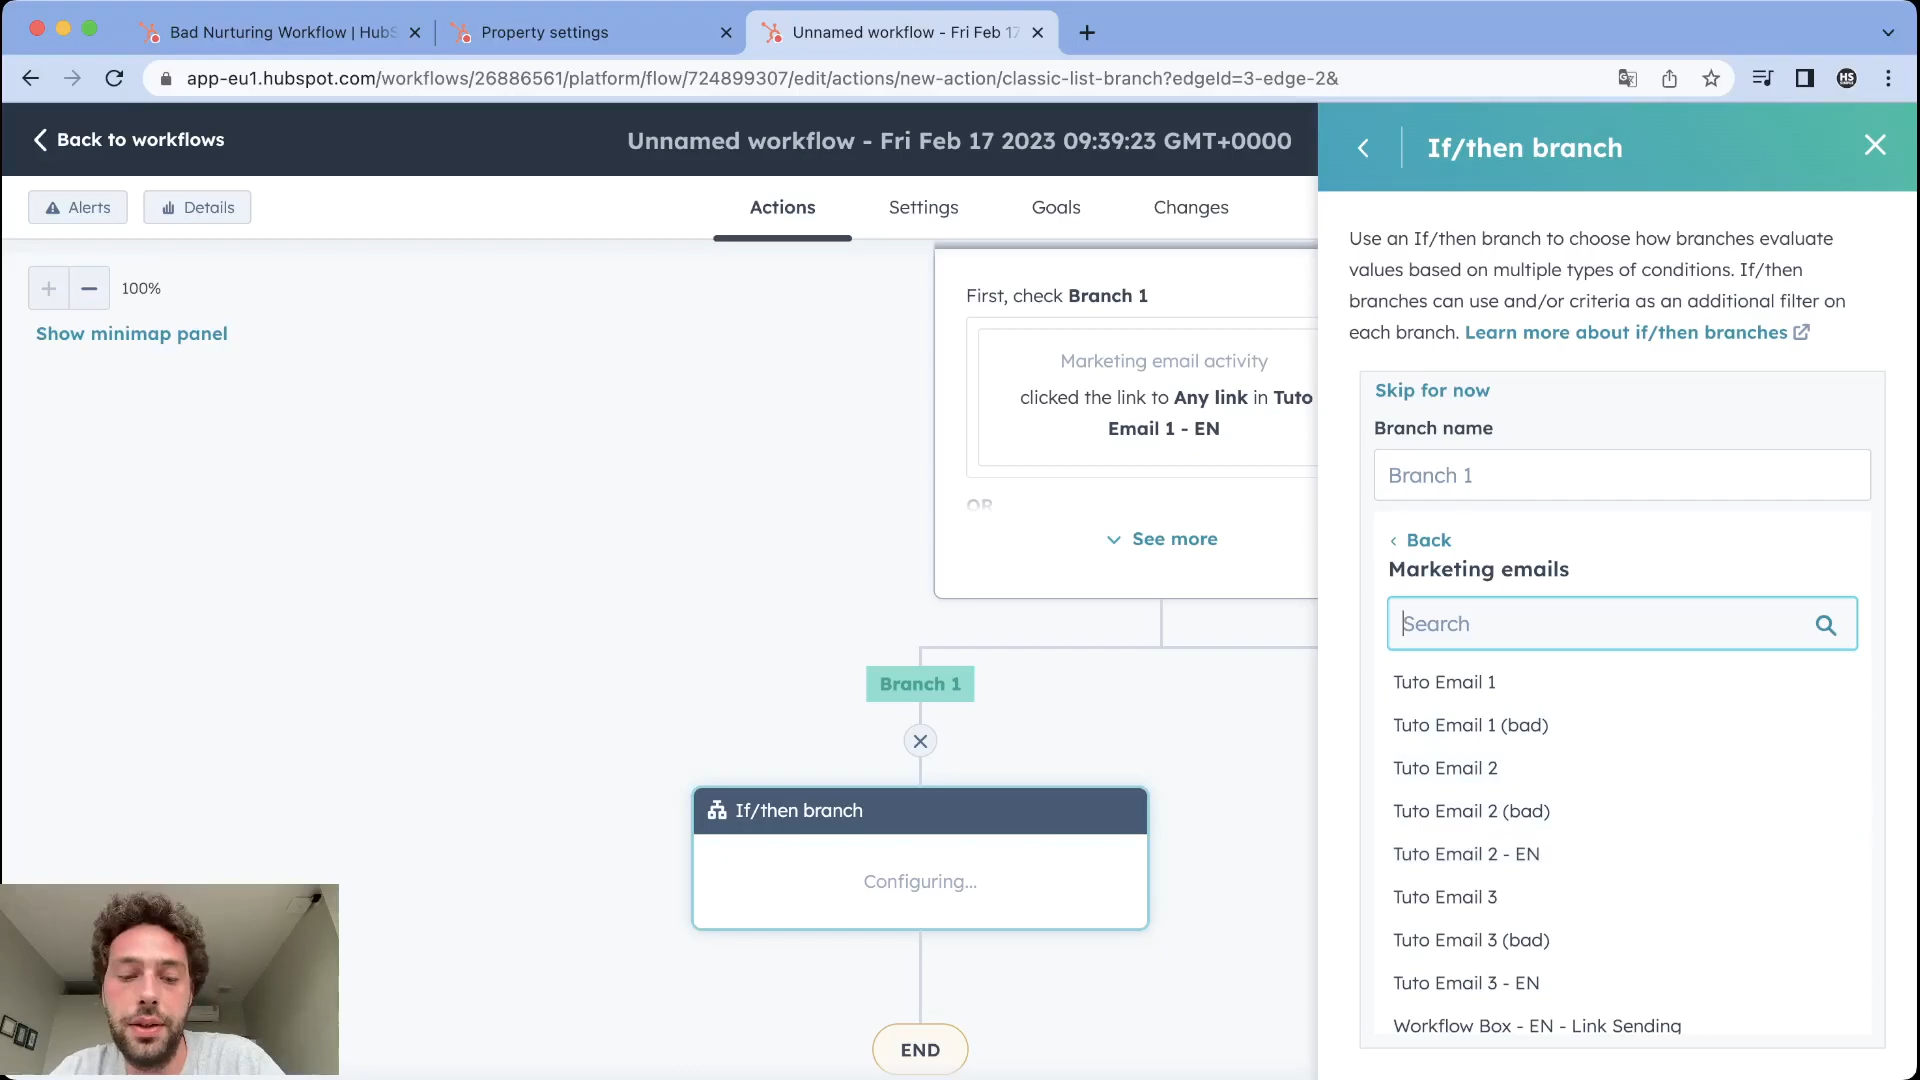 Bad Nurturing Workflow | HubS
Property settings
Unnamed workflow - Fri Feb 17
app-eu1.hubspot.com/workflows/26886561/platform/flow/724899307/edit/actions/new-action/classic-list-branch?edgeId=3-edge-2&
HS
Back to workflows
Unnamed workflow - Fri Feb 17 2023 09:39:23 GMT+0000
If/then branch
Alerts
Details
Actions
Settings
Goals
Changes
100%
Show minimap panel
First, check Branch 1
Marketing email activity
clicked the link to Any link in Tuto
Email 1 - EN
OR
See more
Branch 1
If/then branch
Configuring...
END
Use an If/then branch to choose how branches evaluate
values based on multiple types of conditions. If/then
branches can use and/or criteria as an additional filter on
each branch. Learn more about if/then branches
Skip for now
Branch name
Branch 1
Back
Marketing emails
Search
Tuto Email 1
Tuto Email 1 (bad)
Tuto Email 2
Tuto Email 2 (bad)
Tuto Email 2 - EN
Tuto Email 3
Tuto Email 3 (bad)
Tuto Email 3 - EN
Workflow Box - EN - Link Sending